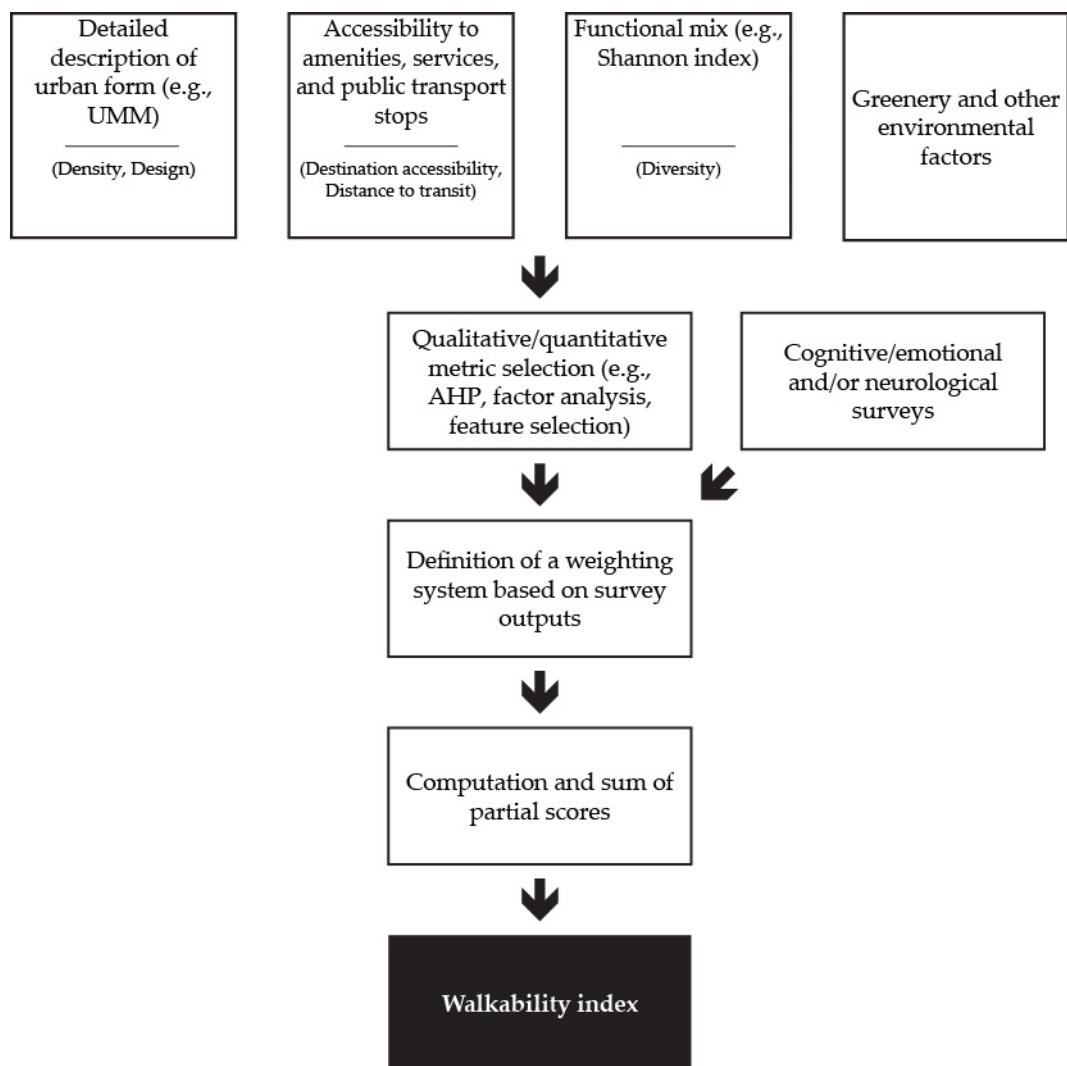 Detailed
description of
urban form (e.g.,
UMM)
(Density, Design)
Accessibility to
amenities, services,
and public transport
stops
(Destination accessibility,
Distance to transit)
Functional mix (e.g.,
Shannon index)
(Diversity)
Greenery and other
environmental
factors
Qualitative/quantitative
metric selection (e.g.,
AHP, factor analysis,
feature selection)
Cognitive/emotional
and/or neurological
surveys
Definition of a weighting
system based on survey
outputs
Computation and sum of
partial scores
Walkability index